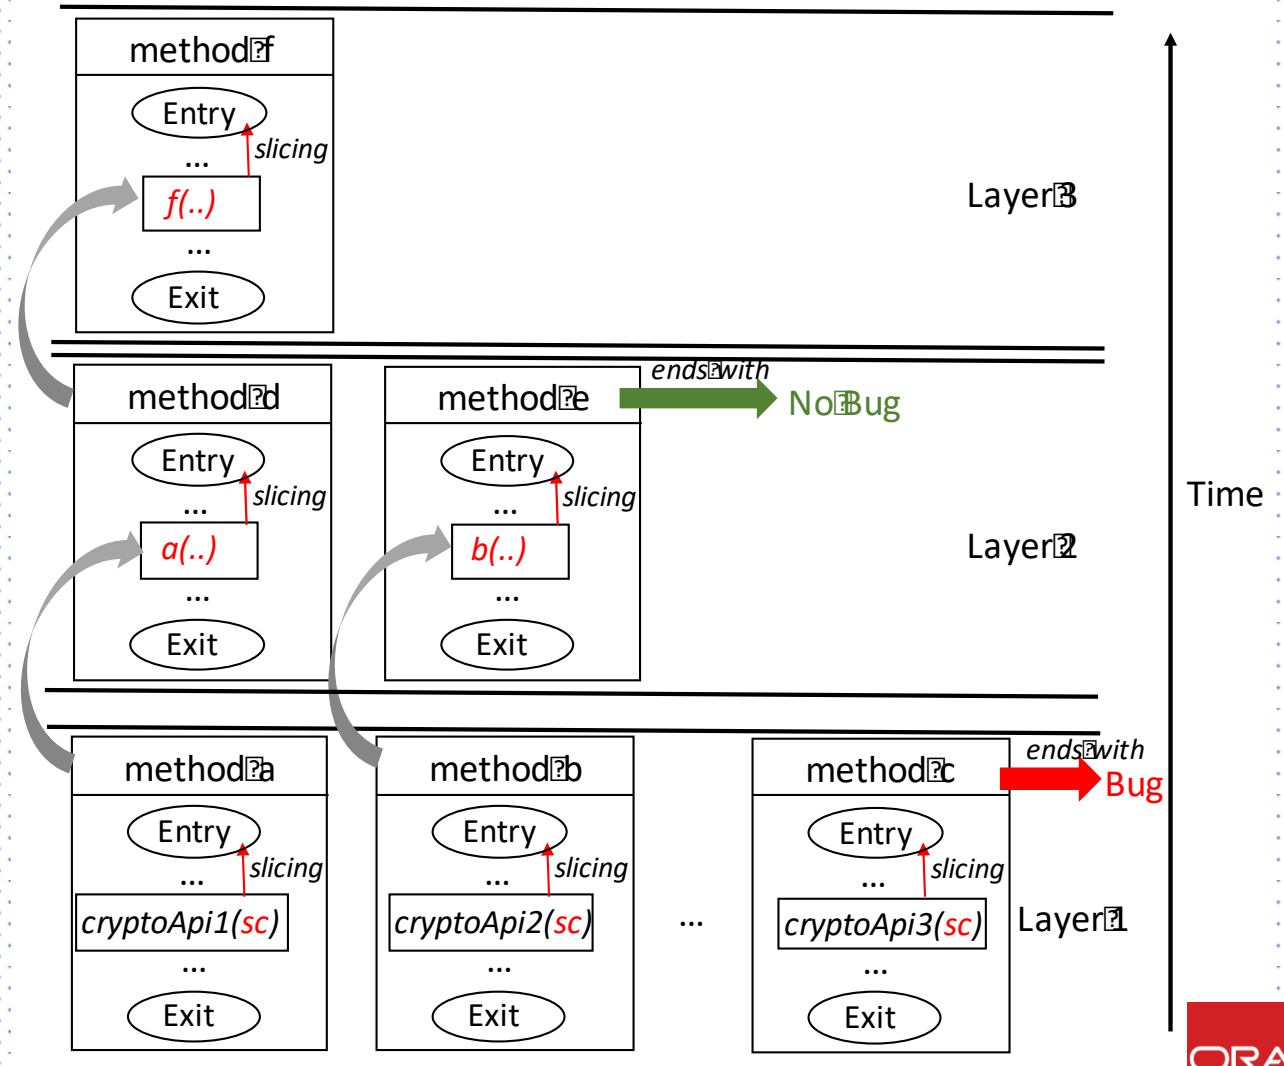 method f
Entry
slicing
...
f(..)
...
Exit
Layer 3
method d
Entry
slicing
...
a(..)
...
Exit
method e
Entry
slicing
...
b(..)
...
Exit
ends with
No Bug
Layer 2
Time
method a
Entry
slicing
...
cryptoApi1(sc)
...
Exit
method b
Entry
slicing
...
cryptoApi2(sc)
...
Exit
...
method c
Entry
slicing
...
cryptoApi3(sc)
...
Exit
ends with
Bug
Layer 1
ORA